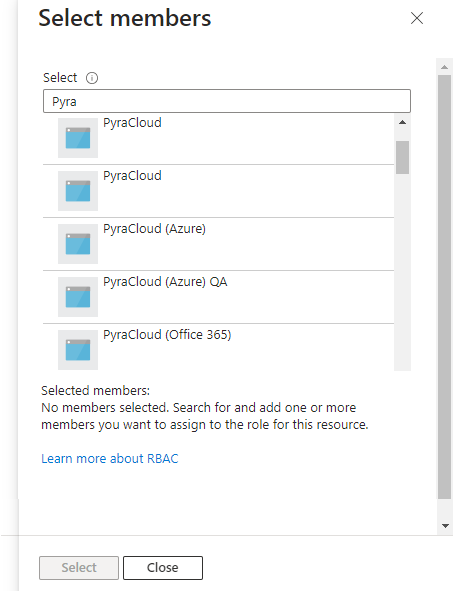 Select members
Select
Pyra
PyraCloud
PyraCloud
PyraCloud (Azure)
PyraCloud (Azure) QA
PyraCloud (Office 365)
Selected members:
No members selected. Search for and add one or more
members you want to assign to the role for this resource.
Learn more about RBAC
Select
Close